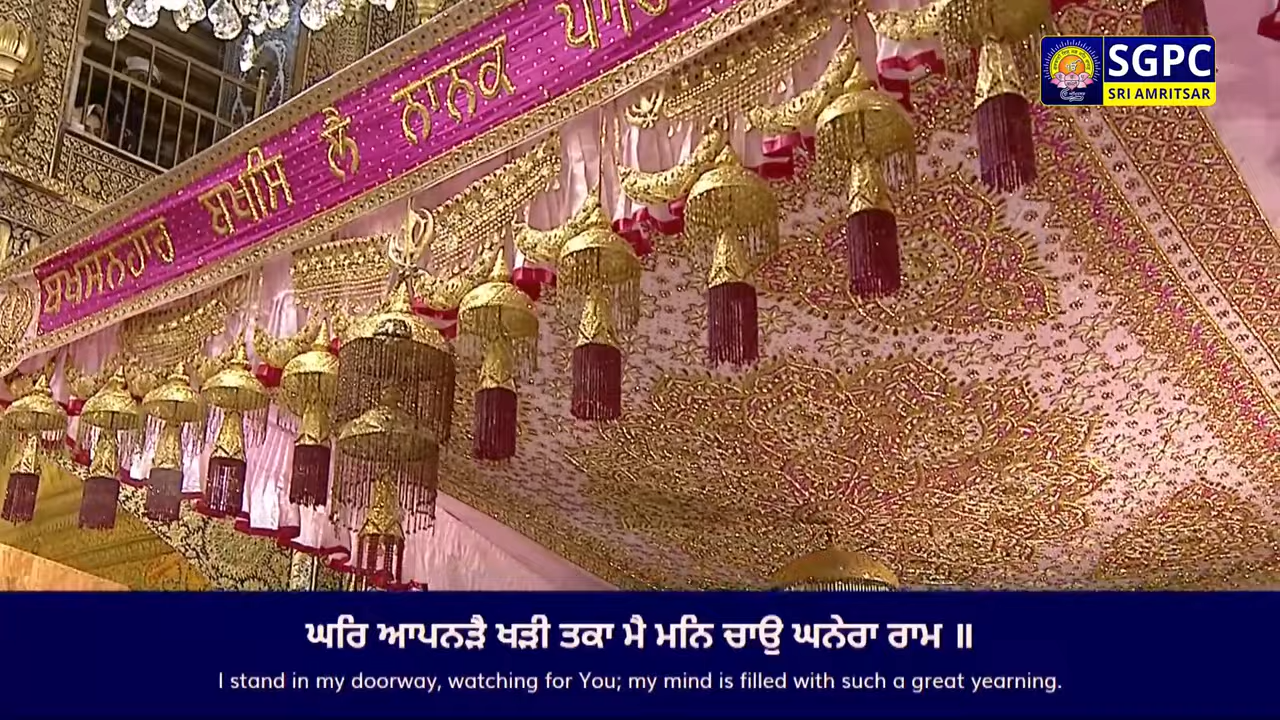 ਬਖਸਨਹਾਰ ਬਖਸਿ ਲੈ ਨਾਨਕ
SGPC
SRI AMRITSAR
ਘਰਿ ਆਪਨੜੈ ਖੜੀ ਤਕਾ ਮੈ ਮਨਿ ਚਾਉ ਘਨੇਰਾ ਰਾਮ ॥
I stand in my doorway, watching for You; my mind is filled with such a great yearning.